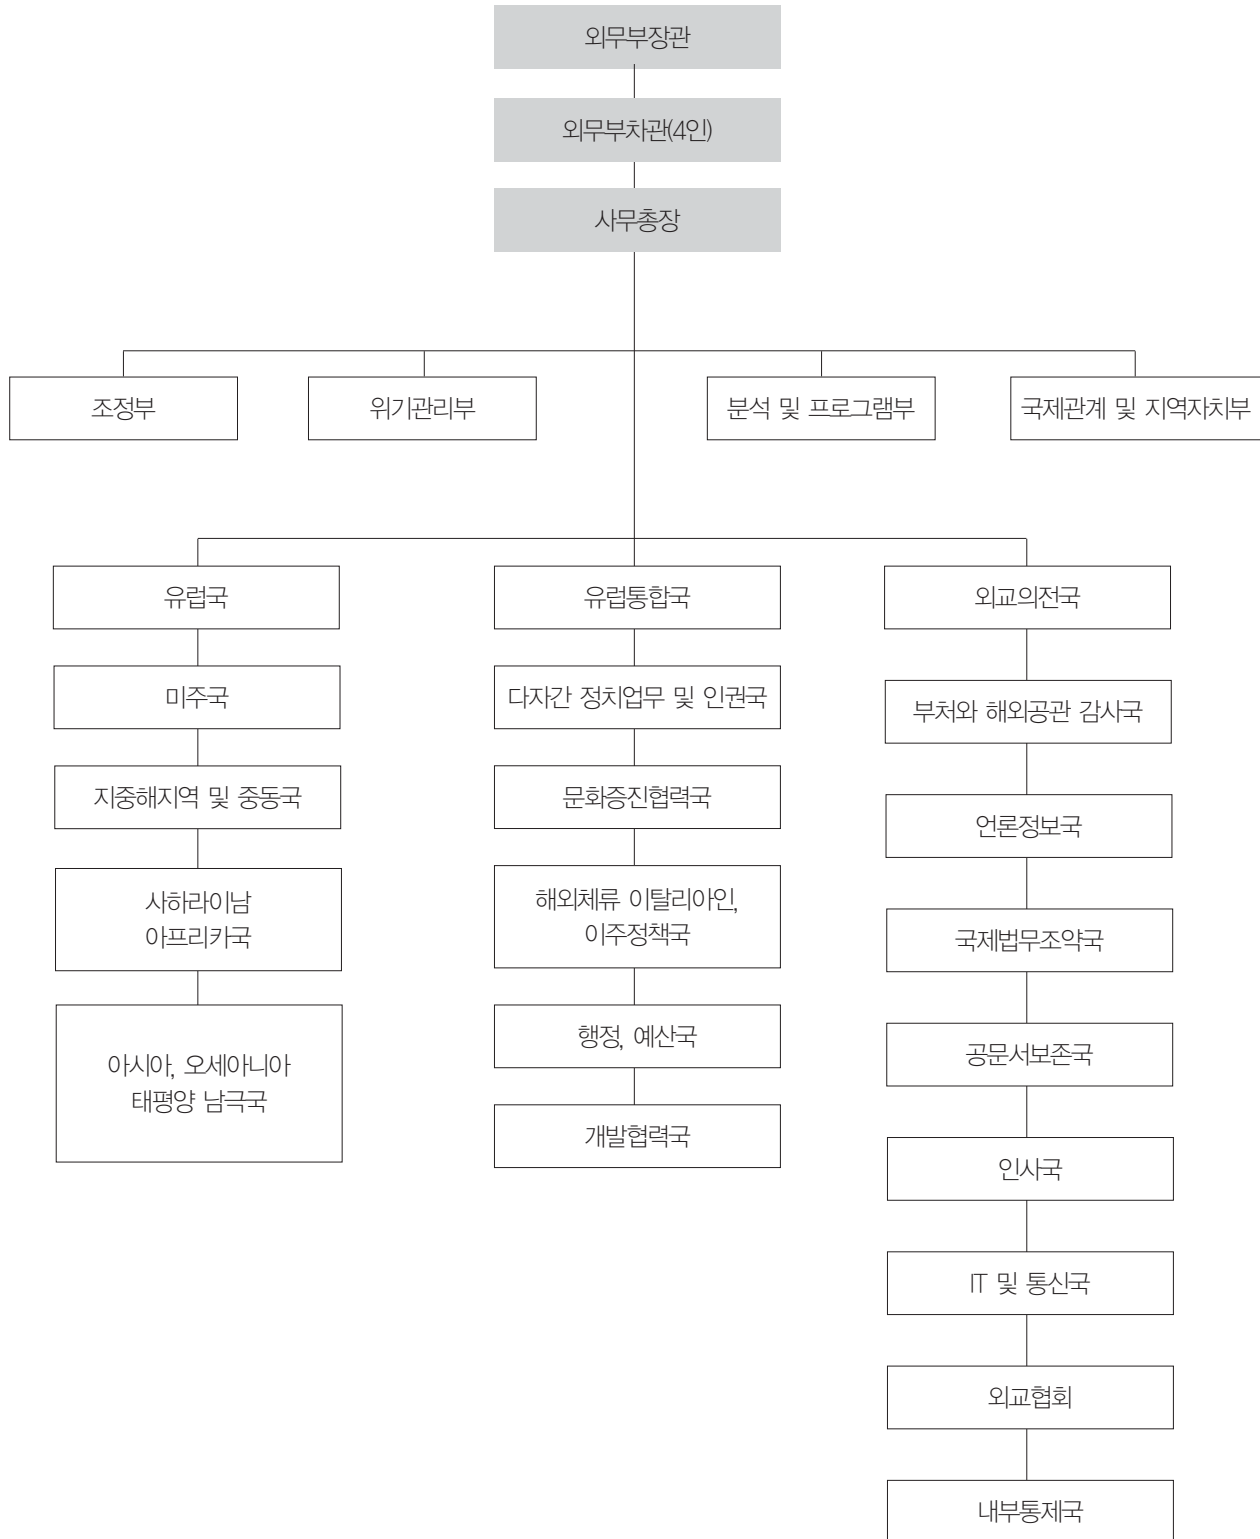 외무부장관
외무부차관(4인)
사무총장
조정부
위기관리부
분석 및 프로그램부
국제관계 및 지역자치부
유럽국
미주국
지중해지역 및 중동국
사하라이남
아프리카국
아시아, 오세아니아
태평양 남극국
유럽통합국
다자간 정치업무 및 인권국
문화증진협력국
해외체류 이탈리아인,
이주정책국
행정, 예산국
개발협력국
외교의전국
부처와 해외공관 감사국
언론정보국
국제법무조약국
공문서보존국
인사국
IT 및 통신국
외교협회
내부통제국